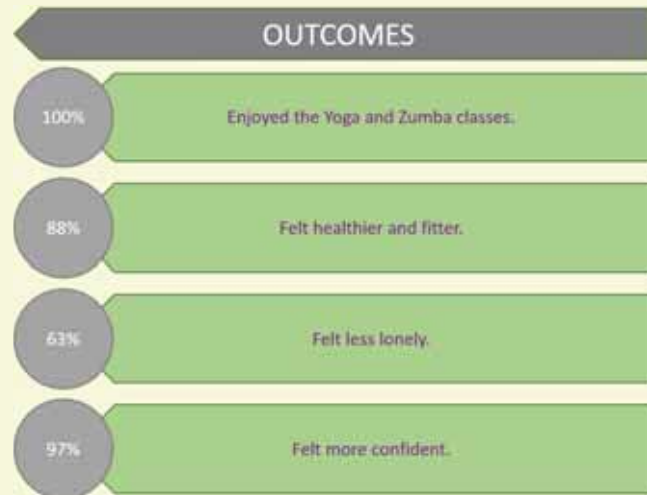 OUTCOMES
100%
Enjoyed the Yoga and Zumba classes.
88%
Felt healthier and fitter.
63%
Felt less lonely.
97%
Felt more confident.